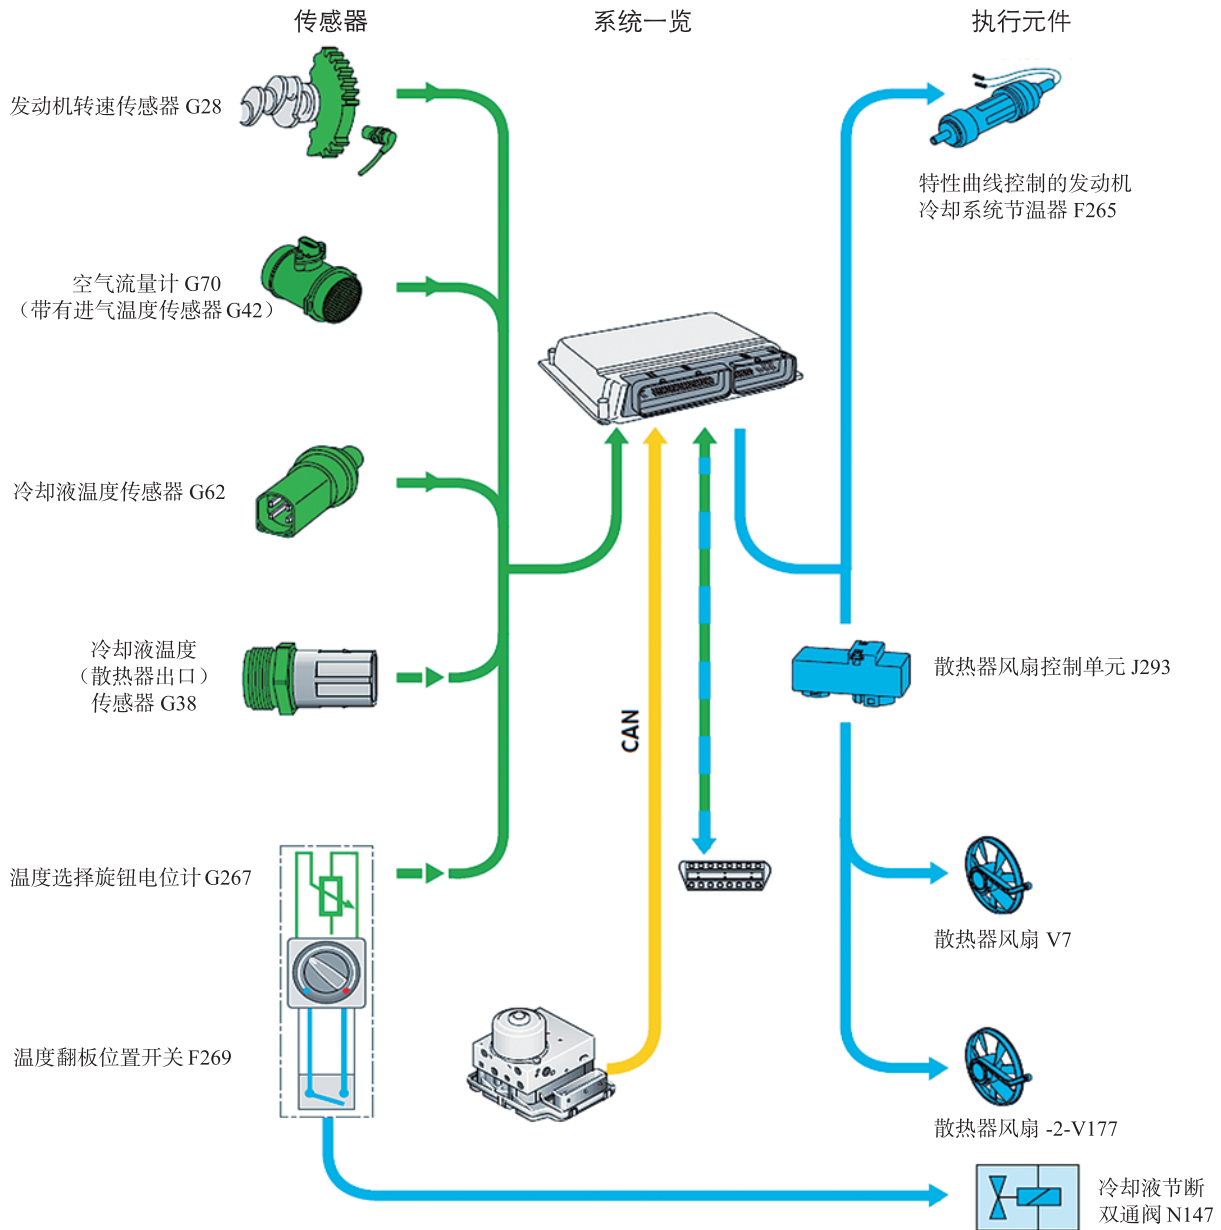 传感器
系统一览
执行元件
发动机转速传感器 G28
特性曲线控制的发动机
冷却系统节温器 F265
空气流量计 G70
（带有进气温度传感器 G42）
冷却液温度传感器 G62
冷却液温度
（散热器出口）
传感器 G38
散热器风扇控制单元 J293
CAN
温度选择旋钮电位计 G267
散热器风扇 V7
温度翻板位置开关 F269
散热器风扇 -2-V177
冷却液节断
双通阀 N147